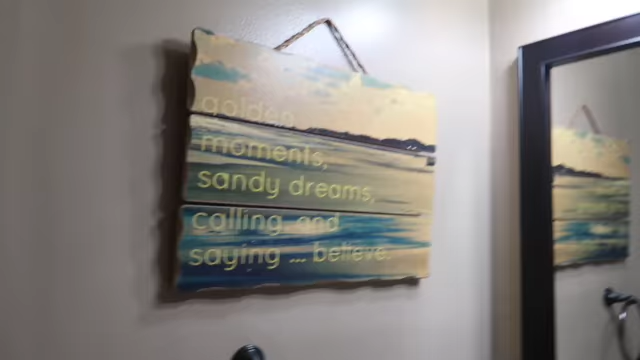 golden
moments,
sandy dreams,
calling and
saying ... believe.